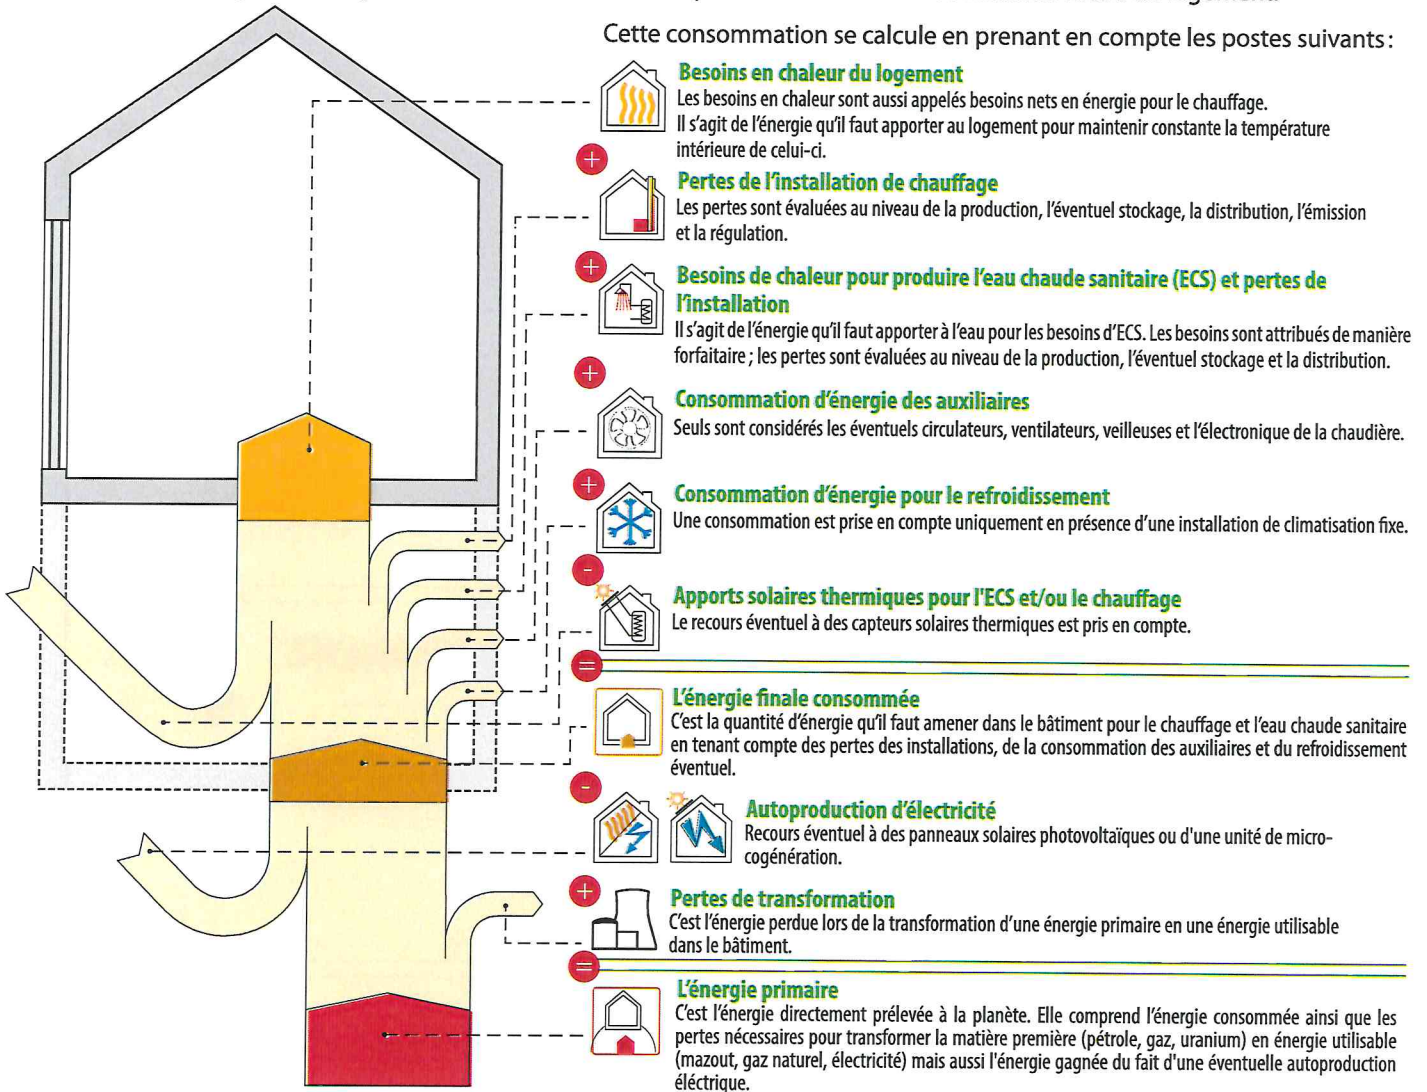 Cette consommation se calcule en prenant en compte les postes suivants :
Besoins en chaleur du logement
Les besoins en chaleur sont aussi appelés besoins nets en énergie pour le chauffage.
Il s'agit de l'énergie qu'il faut apporter au logement pour maintenir constante la température
intérieure de celui-ci.
+
Pertes de l'installation de chauffage
Les pertes sont évaluées au niveau de la production, l'éventuel stockage, la distribution, l'émission
et la régulation.
+
Besoins de chaleur pour produire l'eau chaude sanitaire (ECS) et pertes de
l'installation
Il s'agit de l'énergie qu'il faut apporter à l'eau pour les besoins d'ECS. Les besoins sont attribués de manière
forfaitaire ; les pertes sont évaluées au niveau de la production, l'éventuel stockage et la distribution.
+
Consommation d'énergie des auxiliaires
Seuls sont considérés les éventuels circulateurs, ventilateurs, veilleuses et l'électronique de la chaudière.
+
Consommation d'énergie pour le refroidissement
Une consommation est prise en compte uniquement en présence d'une installation de climatisation fixe.
-
Apports solaires thermiques pour l'ECS et/ou le chauffage
Le recours éventuel à des capteurs solaires thermiques est pris en compte.
=
L'énergie finale consommée
C'est la quantité d'énergie qu'il faut amener dans le bâtiment pour le chauffage et l'eau chaude sanitaire
en tenant compte des pertes des installations, de la consommation des auxiliaires et du refroidissement
éventuel.
-
Autoproduction d'électricité
Recours éventuel à des panneaux solaires photovoltaïques ou d'une unité de micro-
cogénération.
+
Pertes de transformation
C'est l'énergie perdue lors de la transformation d'une énergie primaire en une énergie utilisable
dans le bâtiment.
=
L'énergie primaire
C'est l'énergie directement prélevée à la planète. Elle comprend l'énergie consommée ainsi que les
pertes nécessaires pour transformer la matière première (pétrole, gaz, uranium) en énergie utilisable
(mazout, gaz naturel, électricité) mais aussi l'énergie gagnée du fait d'une éventuelle autoproduction
éléctrique.